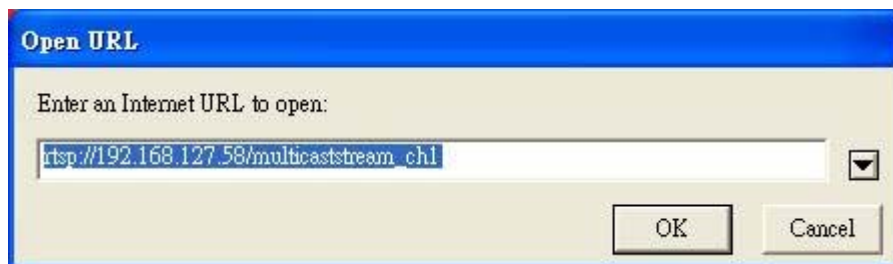 Open URL
Enter an Internet URL to open:
rtsp://192.168.127.58/multicaststream_ch1
OK
Cancel